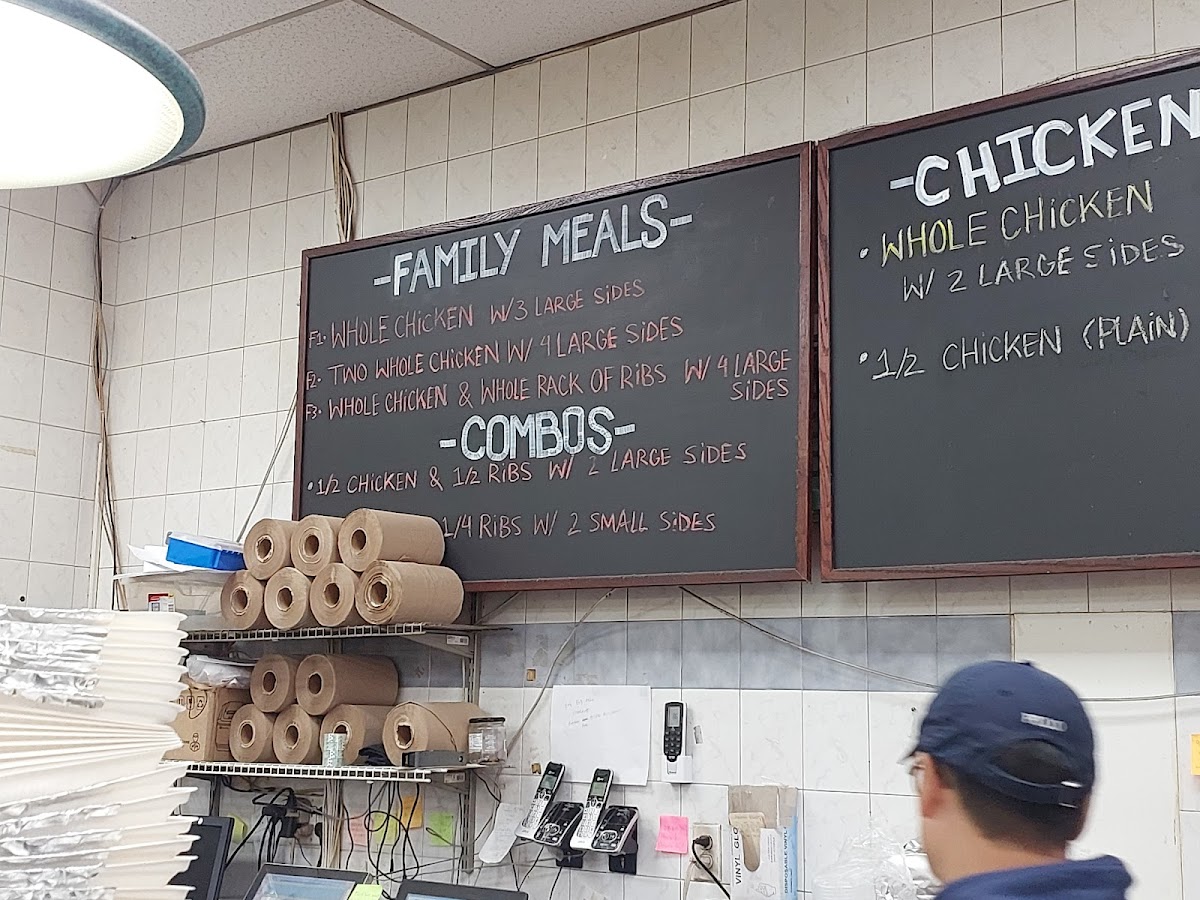 -FAMILY MEALS-
F1• WHOLE CHICKEN W/3 LARGE SIDES
F2• TWO WHOLE CHICKEN W/ 4 LARGE SIDES
F3• WHOLE CHICKEN & WHOLE RACK OF RIBS W/ 4 LARGE
SIDES
-COMBOS-
• 1/2 CHICKEN & 1/2 RIBS W/ 2 LARGE SIDES
1/4 RIBS W/ 2 SMALL SIDES
-CHICKEN
• WHOLE CHICKEN
W/ 2 LARGE SIDES
• 1/2 CHICKEN (PLAIN)
VINYL